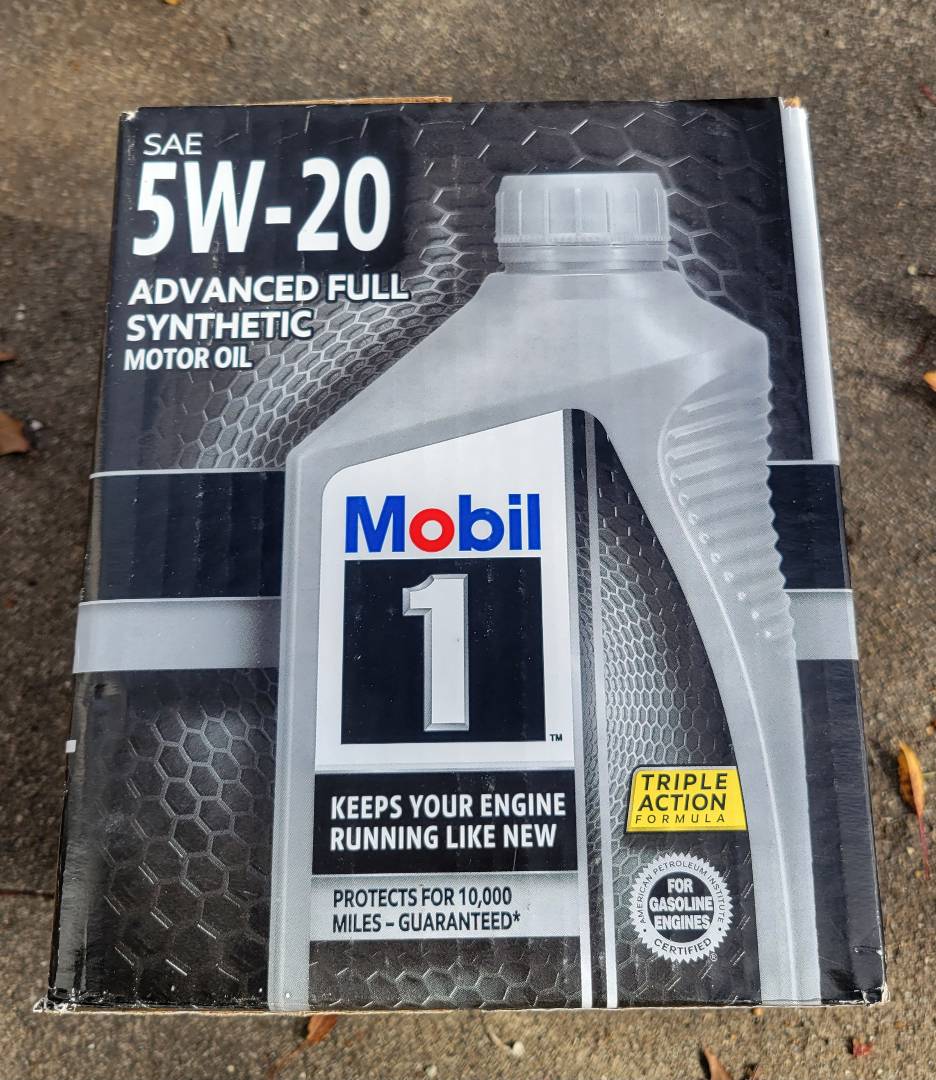 SAE
5W-20
ADVANCED FULL
SYNTHETIC
MOTOR OIL
Mobil
1
™
KEEPS YOUR ENGINE
RUNNING LIKE NEW
PROTECTS FOR 10,000
MILES – GUARANTEED*
TRIPLE
ACTION
FORMULA
AMERICAN PETROLEUM INSTITUTE
FOR
GASOLINE
ENGINES
CERTIFIED
®